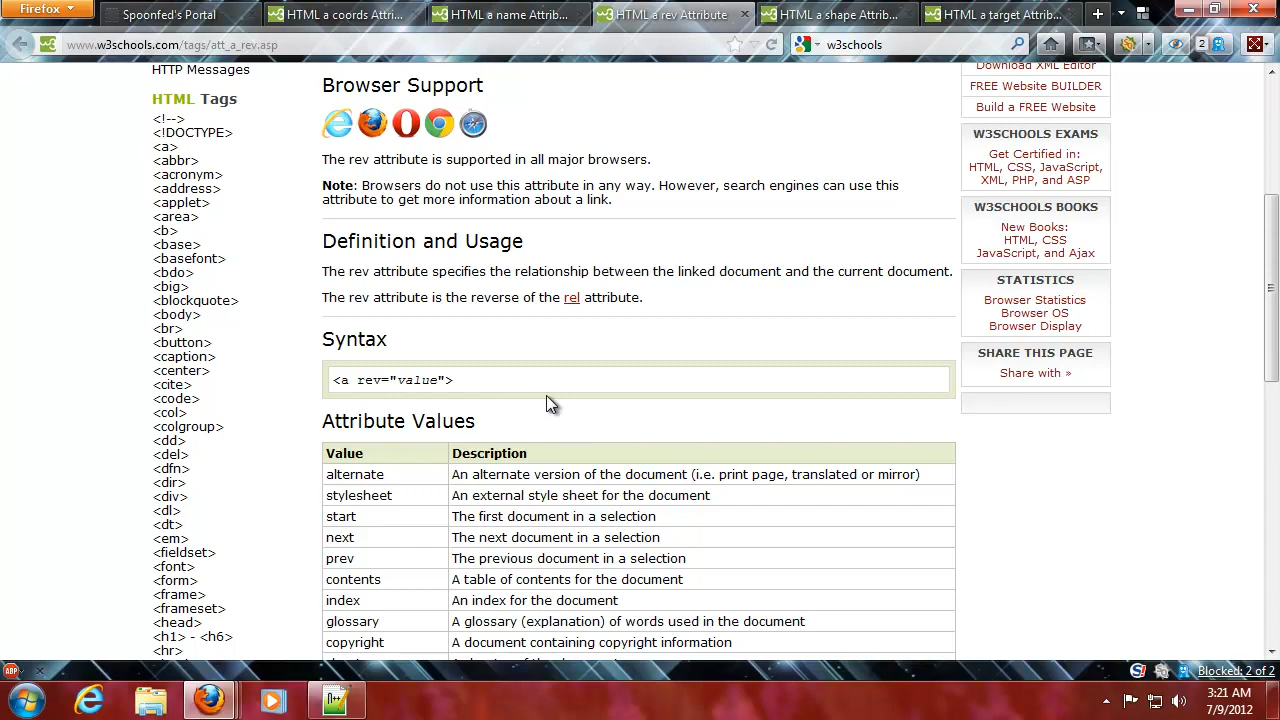 Firefox
Spoonfed's Portal
HTML a coords Attri...
HTML a name Attrib...
HTML a rev Attribute
HTML a shape Attrib...
HTML a target Attrib...
www.w3schools.com/tags/att_a_rev.asp
w3schools
2
HTTP Messages
HTML Tags
<!-->
<!DOCTYPE>
<a>
<abbr>
<acronym>
<address>
<applet>
<area>
<b>
<base>
<basefont>
<bdo>
<big>
<blockquote>
<body>
<br>
<button>
<caption>
<center>
<cite>
<code>
<col>
<colgroup>
<dd>
<del>
<dfn>
<dir>
<div>
<dl>
<dt>
<em>
<fieldset>
<font>
<form>
<frame>
<frameset>
<head>
<h1> - <h6>
<hr>
Browser Support
The rev attribute is supported in all major browsers.
Note: Browsers do not use this attribute in any way. However, search engines can use this
attribute to get more information about a link.
Definition and Usage
The rev attribute specifies the relationship between the linked document and the current document.
The rev attribute is the reverse of the rel attribute.
Syntax
<a rev="value">
Attribute Values
Value Description
alternate An alternate version of the document (i.e. print page, translated or mirror)
stylesheet An external style sheet for the document
start The first document in a selection
next The next document in a selection
prev The previous document in a selection
contents A table of contents for the document
index An index for the document
glossary A glossary (explanation) of words used in the document
copyright A document containing copyright information
Download XML Editor
FREE Website BUILDER
Build a FREE Website
W3SCHOOLS EXAMS
Get Certified in:
HTML, CSS, JavaScript,
XML, PHP, and ASP
W3SCHOOLS BOOKS
New Books:
HTML, CSS
JavaScript, and Ajax
STATISTICS
Browser Statistics
Browser OS
Browser Display
SHARE THIS PAGE
Share with »
ABP
Blocked: 2 of 2
3:21 AM
7/9/2012